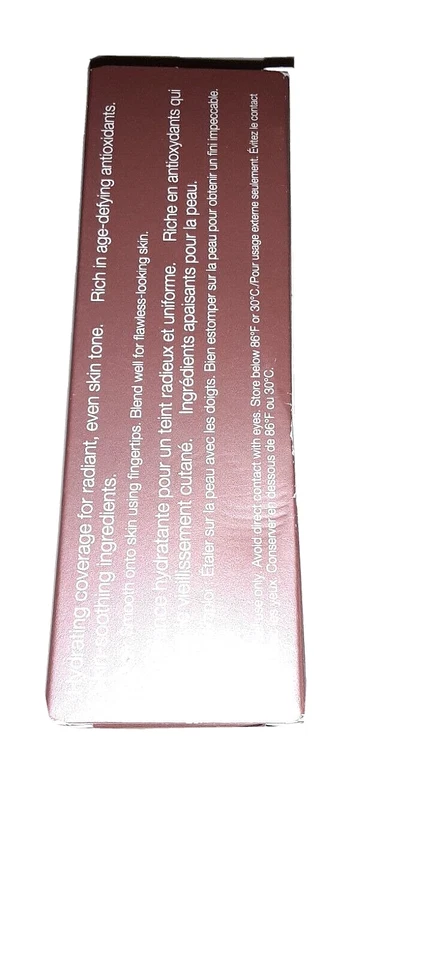 hydrating coverage for radiant, even skin tone. Rich in age-defying antioxidants.
soothing ingredients.
Smooth onto skin using fingertips. Blend well for flawless-looking skin.
hydratante pour un teint radieux et uniforme. Riche en antioxydants qui
vieillissement cutané. Ingrédients apaisants pour la peau.
Étaler sur la peau avec les doigts. Bien estomper sur la peau pour obtenir un fini impeccable.
use only. Avoid direct contact with eyes. Store below 86°F or 30°C./Pour usage externe seulement. Évitez le contact
les yeux. Conserver en dessous de 86°F ou 30°C.